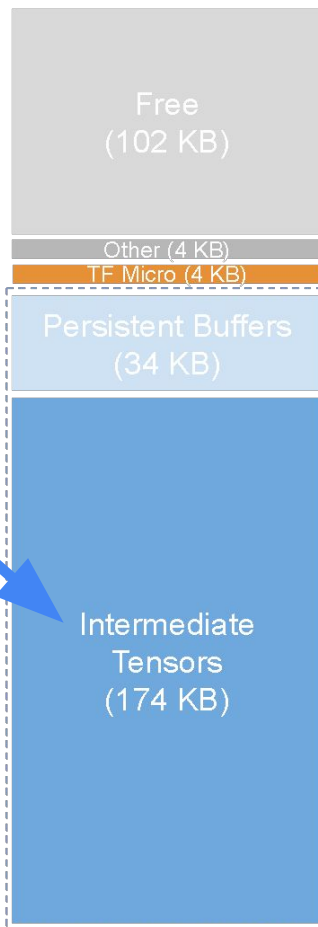 Free
(102 KB)
Other (4 KB)
TF Micro (4 KB)
Persistent Buffers
(34 KB)
Intermediate
Tensors
(174 KB)